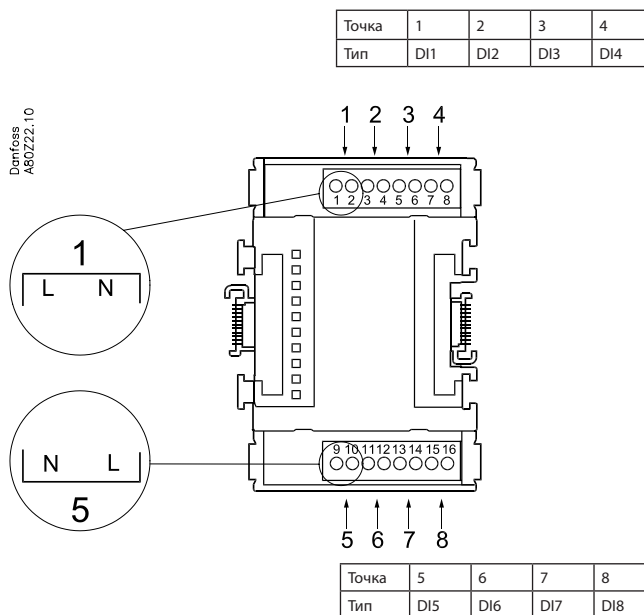 Точка 1 2 3 4
Тип DI1 DI2 DI3 DI4
Danfoss
A80Z22.10
1 2 3 4
1 2 3 4 5 6 7 8
1
L N
9 10 11 12 13 14 15 16
N L
5
5 6 7 8
Точка 5 6 7 8
Тип DI5 DI6 DI7 DI8